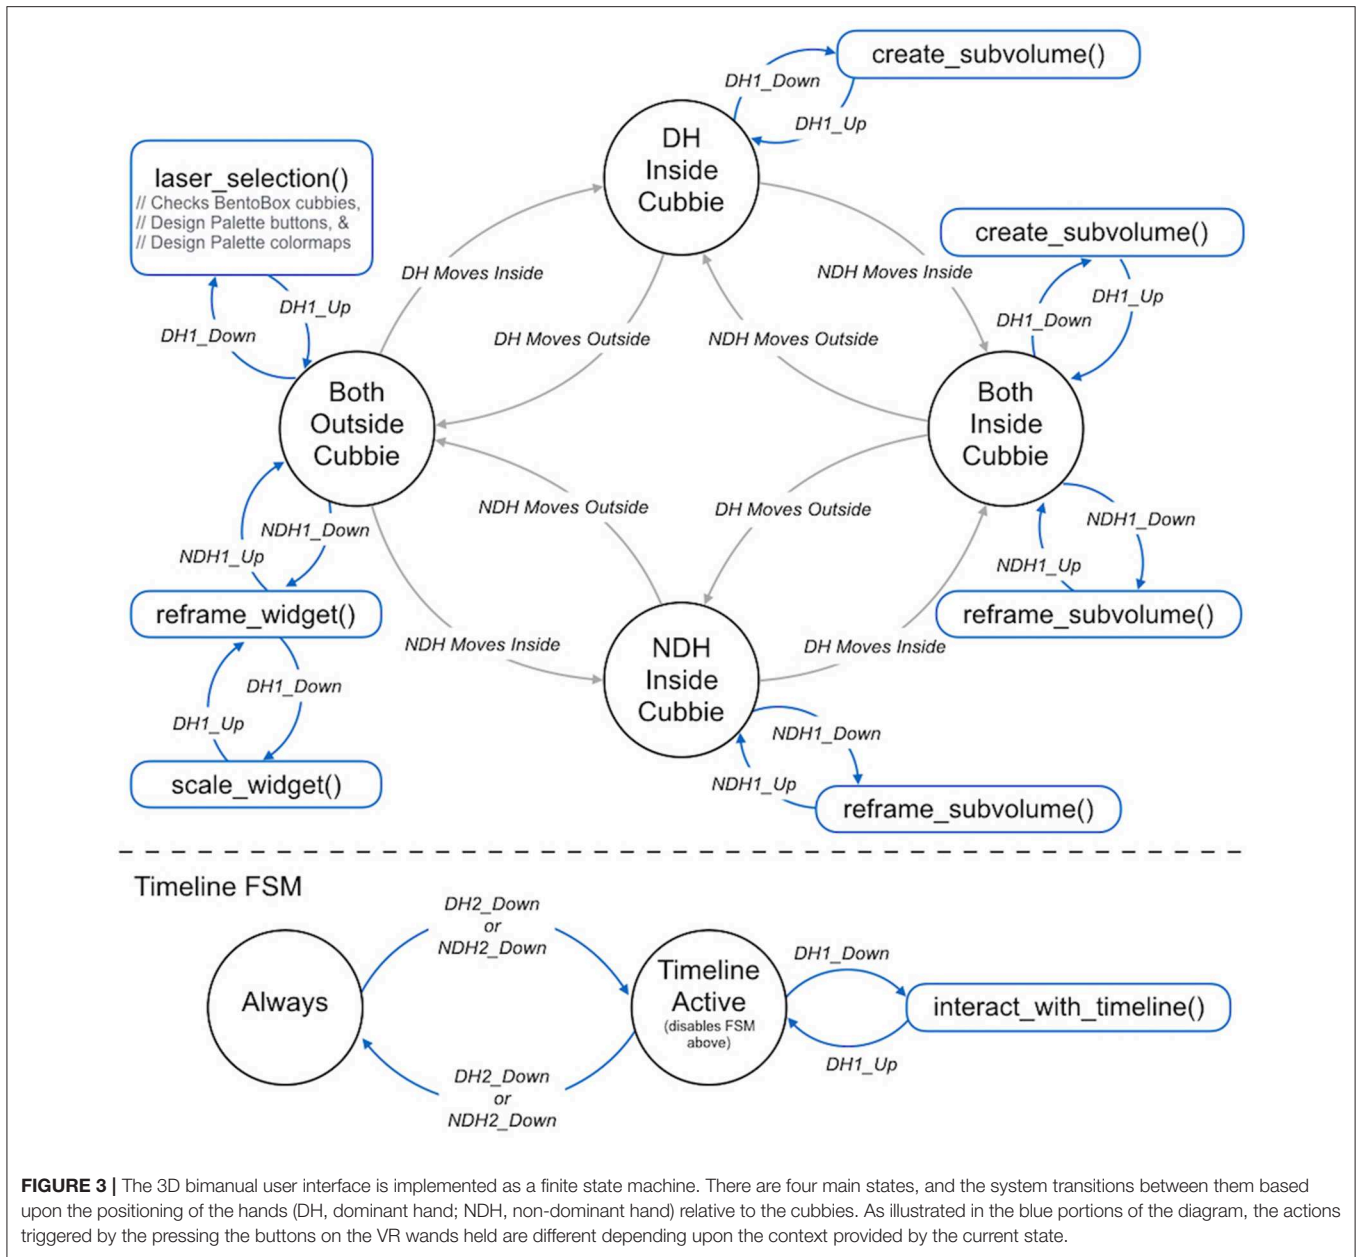 create_subvolume()
DH1_Down
DH1_Up
DH
Inside
Cubbie
laser_selection()
// Checks BentoBox cubbies,
// Design Palette buttons, &
// Design Palette colormaps
DH1_Up
DH1_Down
DH Moves Inside
NDH Moves Inside
create_subvolume()
DH1_Up
DH1_Down
DH Moves Outside
NDH Moves Outside
Both
Outside
Cubbie
Both
Inside
Cubbie
NDH Moves Outside
DH Moves Outside
NDH1_Down
NDH1_Up
NDH1_Down
NDH1_Up
reframe_widget()
reframe_subvolume()
NDH Moves Inside
DH Moves Inside
NDH
Inside
Cubbie
DH1_Down
DH1_Up
scale_widget()
NDH1_Down
NDH1_Up
reframe_subvolume()
Timeline FSM
DH2_Down
or
NDH2_Down
Always
Timeline
Active
(disables FSM
above)
DH1_Down
interact_with_timeline()
DH1_Up
DH2_Down
or
NDH2_Down
FIGURE 3 | The 3D bimanual user interface is implemented as a finite state machine. There are four main states, and the system transitions between them based
upon the positioning of the hands (DH, dominant hand; NDH, non-dominant hand) relative to the cubbies. As illustrated in the blue portions of the diagram, the actions
triggered by the pressing the buttons on the VR wands held are different depending upon the context provided by the current state.